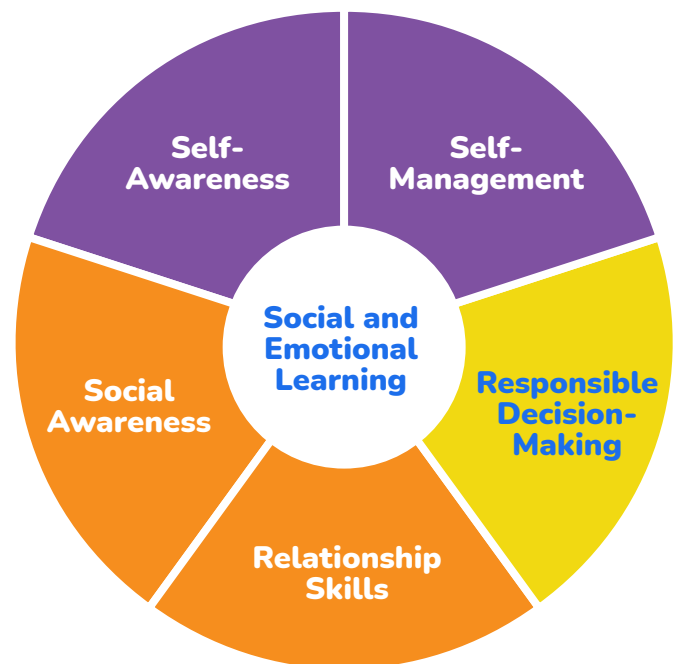 Self-
Awareness
Self-
Management
Social and
Emotional
Learning
Responsible
Decision-
Making
Social
Awareness
Relationship
Skills